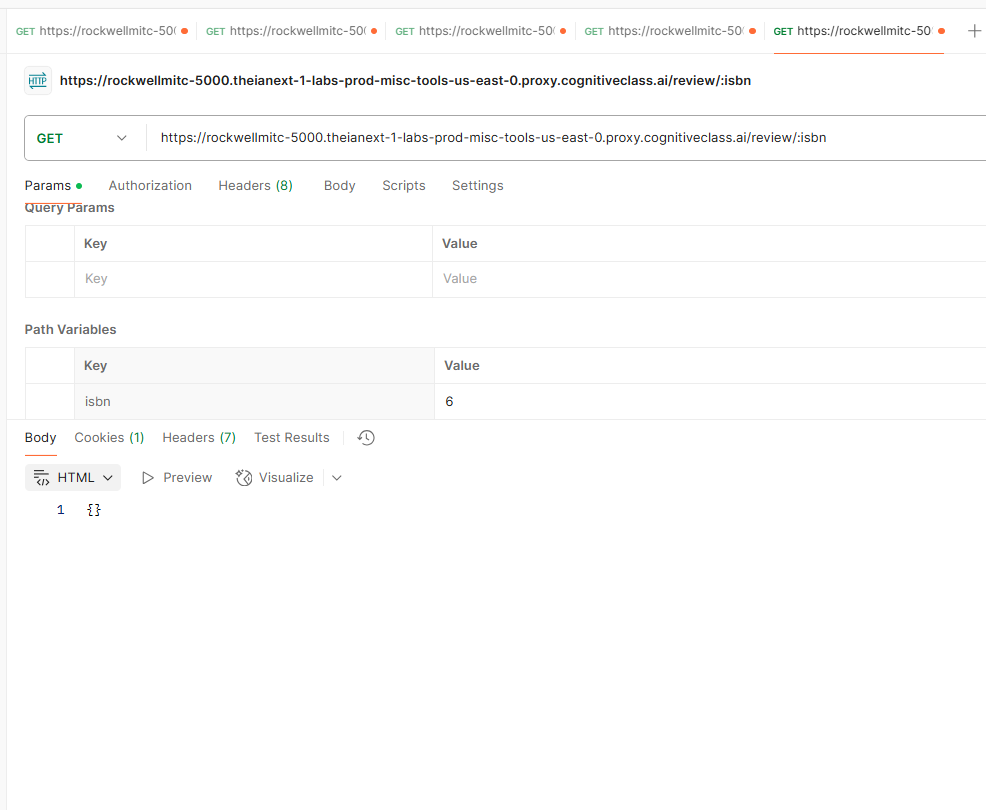 GET https://rockwellmitc-500 GET https://rockwellmitc-500 GET https://rockwellmitc-50 GET https://rockwellmitc-50 GET https://rockwellmitc-50
HTTP https://rockwellmitc-5000.theianext-1-labs-prod-misc-tools-us-east-0.proxy.cognitiveclass.ai/review/:isbn
GET https://rockwellmitc-5000.theianext-1-labs-prod-misc-tools-us-east-0.proxy.cognitiveclass.ai/review/:isbn
Params Authorization Headers (8) Body Scripts Settings
Query Params
Key Value
Key Value
Path Variables
Key Value
isbn 6
Body Cookies (1) Headers (7) Test Results
HTML Preview Visualize
1 {}